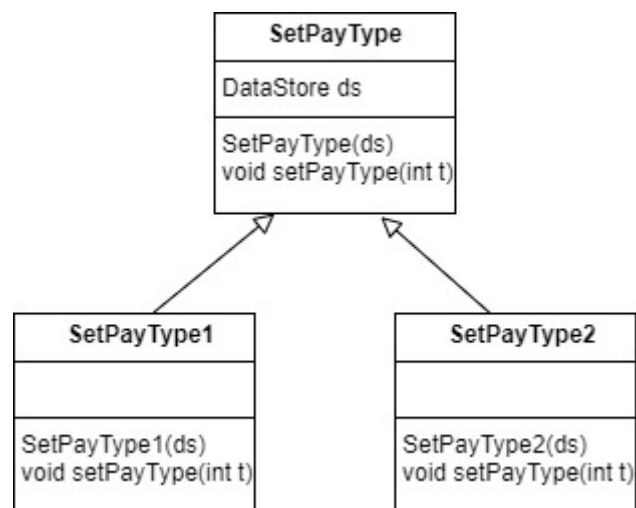 SetPayType
DataStore ds
SetPayType(ds)
void setPayType(int t)
SetPayType1
SetPayType1(ds)
void setPayType(int t)
SetPayType2
SetPayType2(ds)
void setPayType(int t)